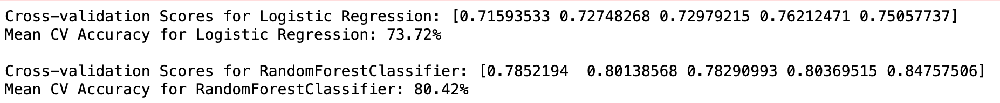 Cross-validation Scores for Logistic Regression: [0.71593533 0.72748268 0.72979215 0.76212471 0.75057737]
Mean CV Accuracy for Logistic Regression: 73.72%
Cross-validation Scores for RandomForestClassifier: [0.7852194  0.80138568 0.78290993 0.80369515 0.84757506]
Mean CV Accuracy for RandomForestClassifier: 80.42%